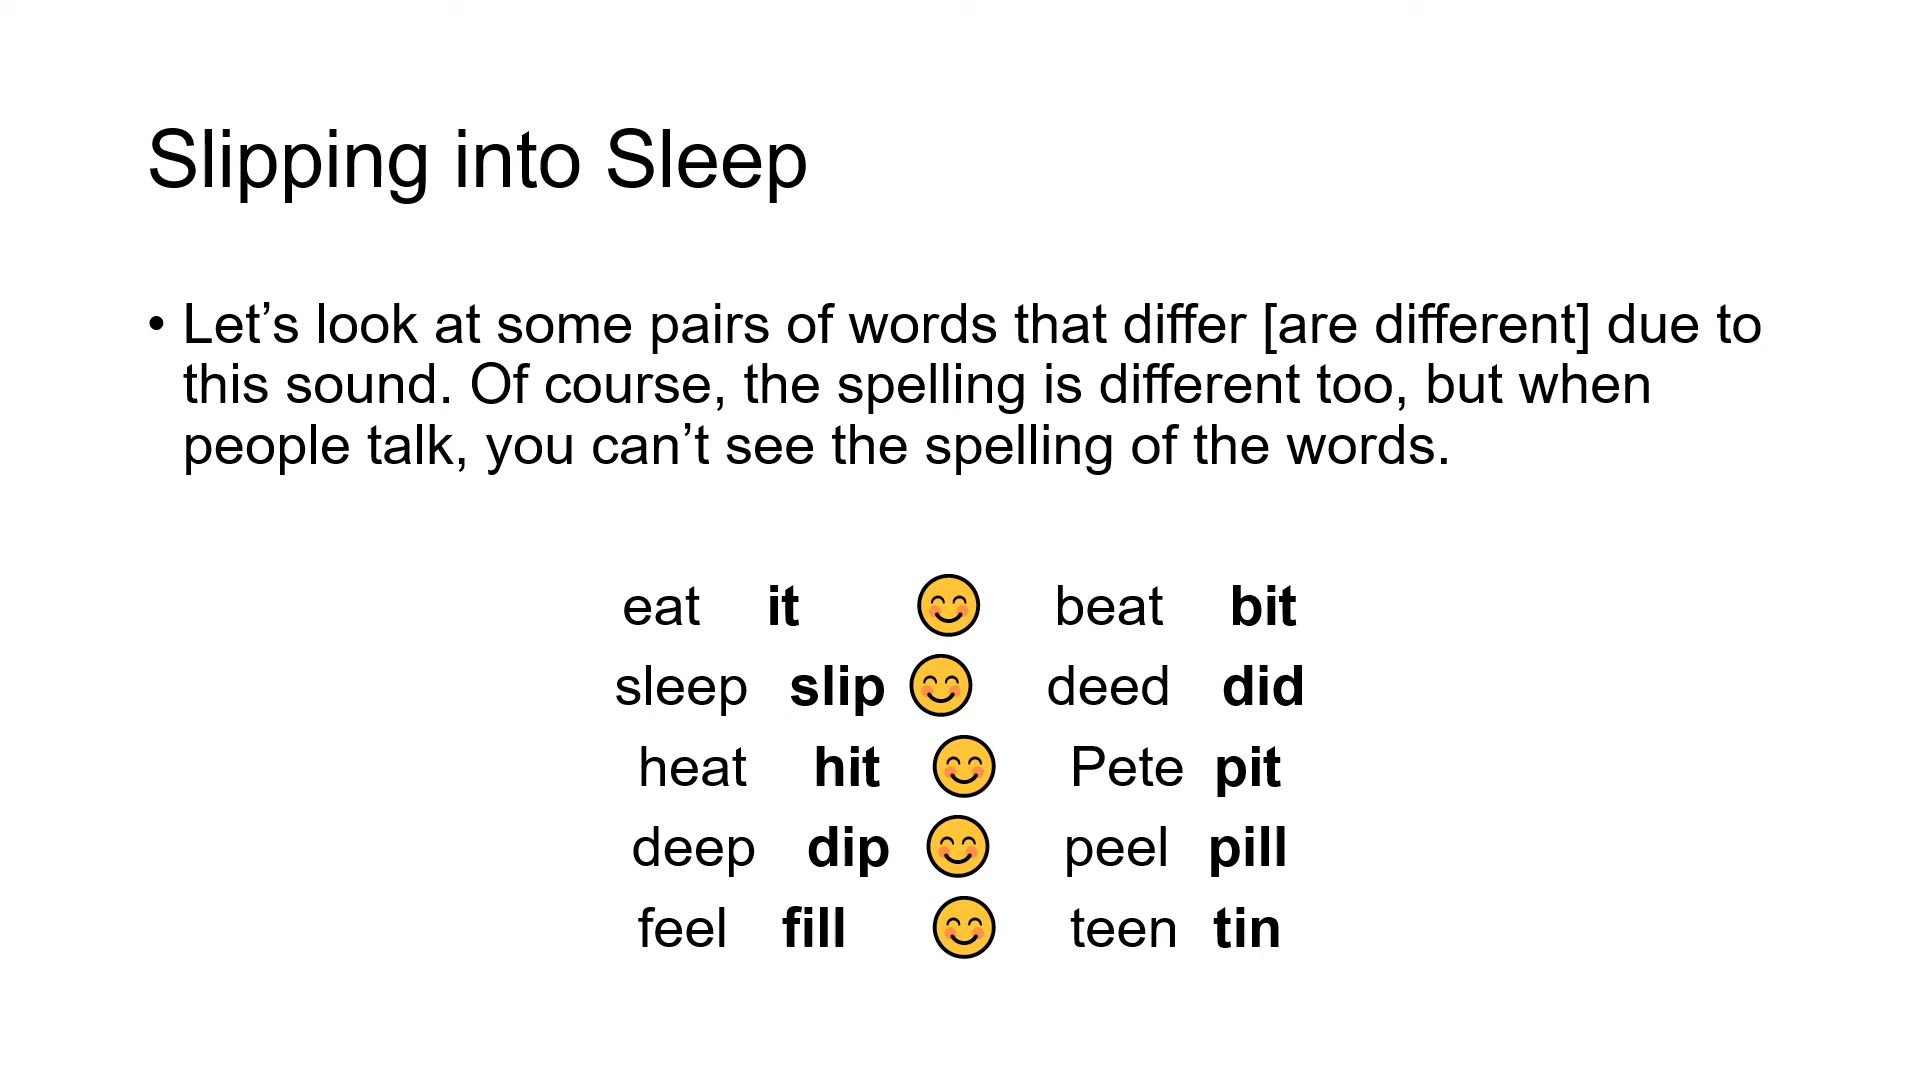 Slipping into Sleep
• Let’s look at some pairs of words that differ [are different] due to
this sound. Of course, the spelling is different too, but when
people talk, you can’t see the spelling of the words.
eat it 😊 beat bit
sleep slip 😊 deed did
heat hit 😊 Pete pit
deep dip 😊 peel pill
feel fill 😊 teen tin